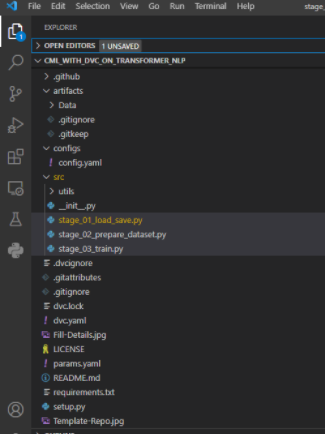 File Edit Selection View Go Run Terminal Help stage_
EXPLORER
OPEN EDITORS 1 UNSAVED
CML_WITH_DVC_ON_TRANSFORMER_NLP
.github
artifacts
Data
.gitignore
.gitkeep
configs
config.yaml
src
utils
__init__.py
stage_01_load_save.py
stage_02_prepare_dataset.py
stage_03_train.py
.dvcignore
.gitattributes
.gitignore
dvc.lock
dvc.yaml
Fill-Details.jpg
LICENSE
params.yaml
README.md
requirements.txt
setup.py
Template-Repo.jpg